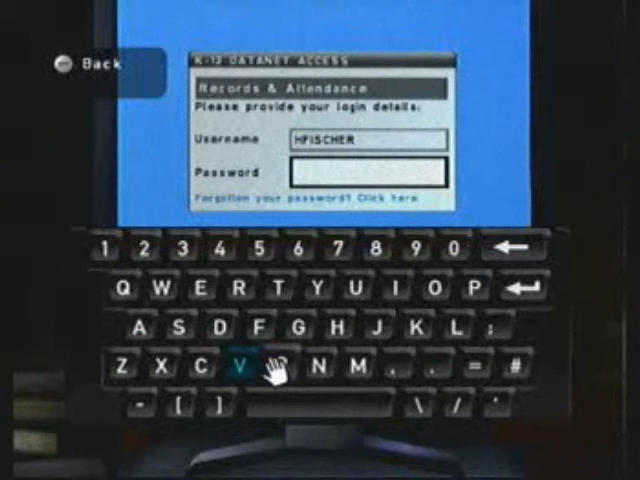 Back
K-12 DATANET ACCESS
Records & Attendance
Please provide your login details:
Username HFISCHER
Password
Forgotten your password? Click here
1 2 3 4 5 6 7 8 9 0
Q W E R T Y U I O P
A S D F G H J K L ;
Z X C V N M , . = #
- [ ] \ / '